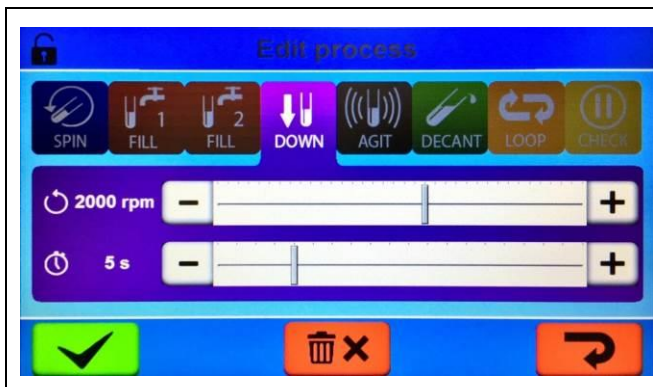 Edit process
SPIN
1
FILL
2
FILL
DOWN
AGIT
DECANT
LOOP
CHECK
2000 rpm
5 s